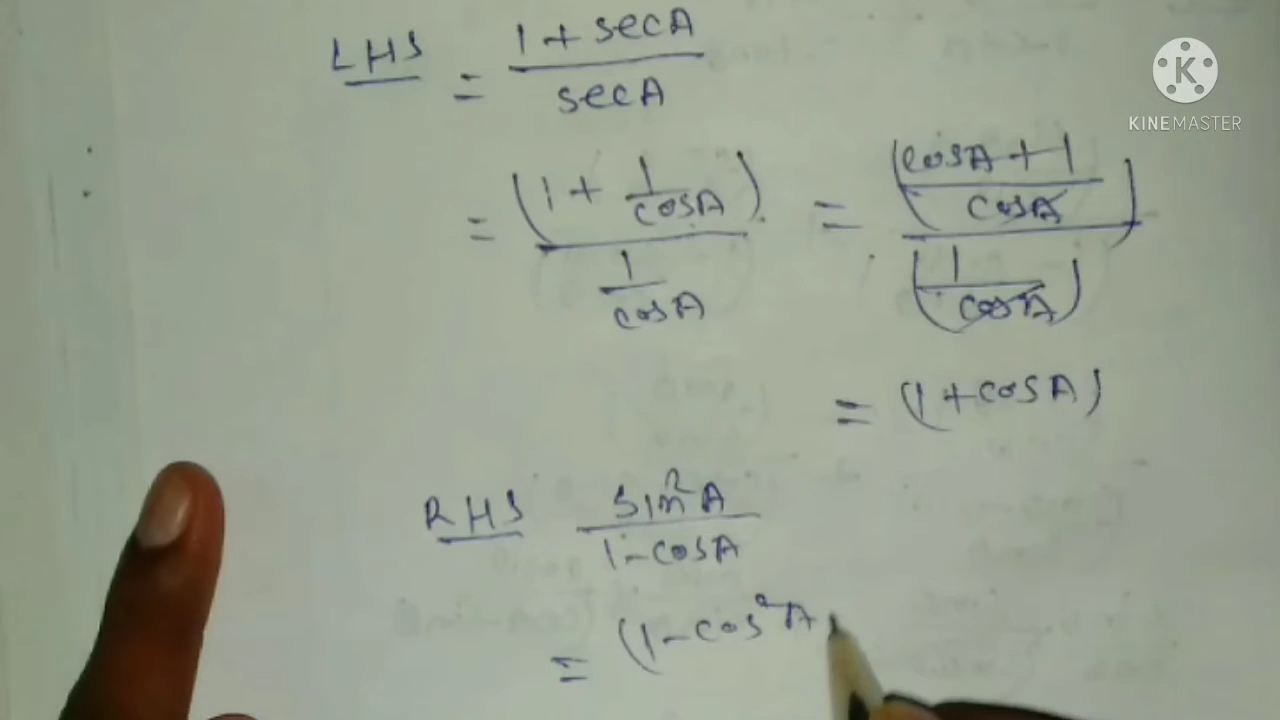 LHS = (1 + secA) / secA
= (1 + 1/cosA) / (1/cosA) = ((cosA + 1)/cosA) / (1/cosA)
= (1 + cosA)
RHS sin²A / (1 - cosA)
= (1 - cos²A
K
KINEMASTER